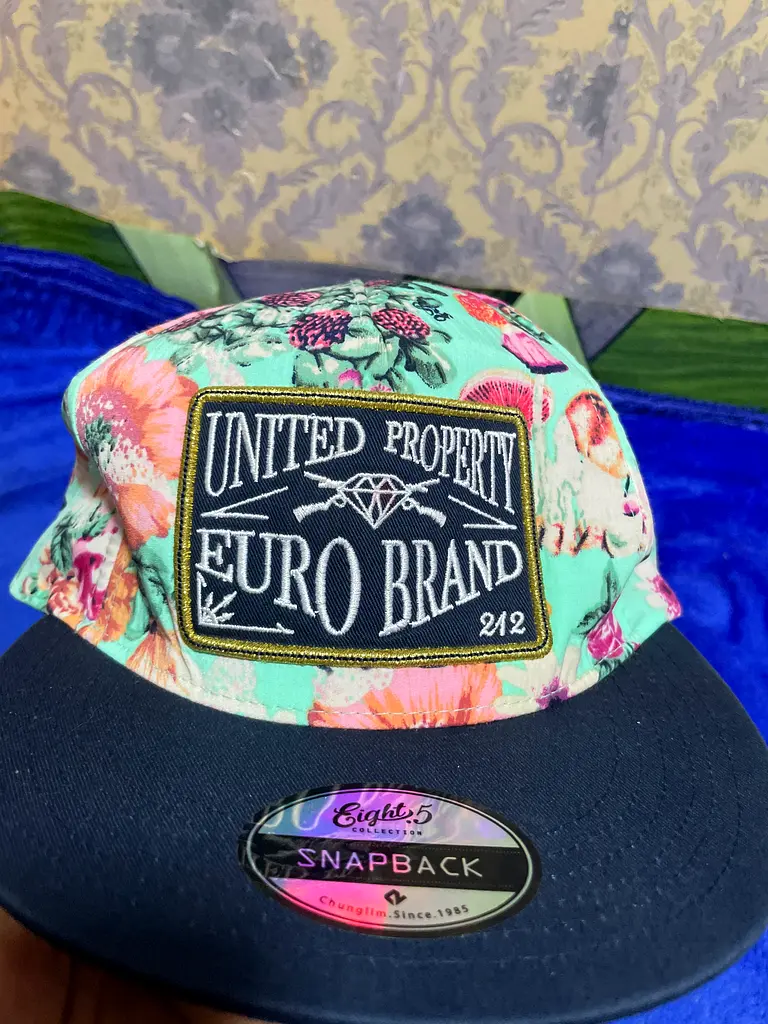 UNITED PROPERTY
EURO BRAND
212
Eight.5
COLLECTION
SNAPBACK
Chunglim.Since.1985